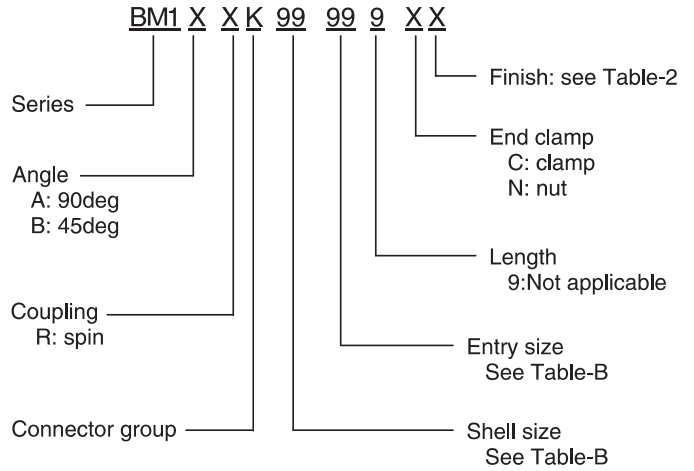 BM1 X X K 99 99 9 X X
Finish: see Table-2
Series
End clamp
C: clamp
N: nut
Angle
A: 90deg
B: 45deg
Length
9:Not applicable
Coupling
R: spin
Entry size
See Table-B
Connector group
Shell size
See Table-B